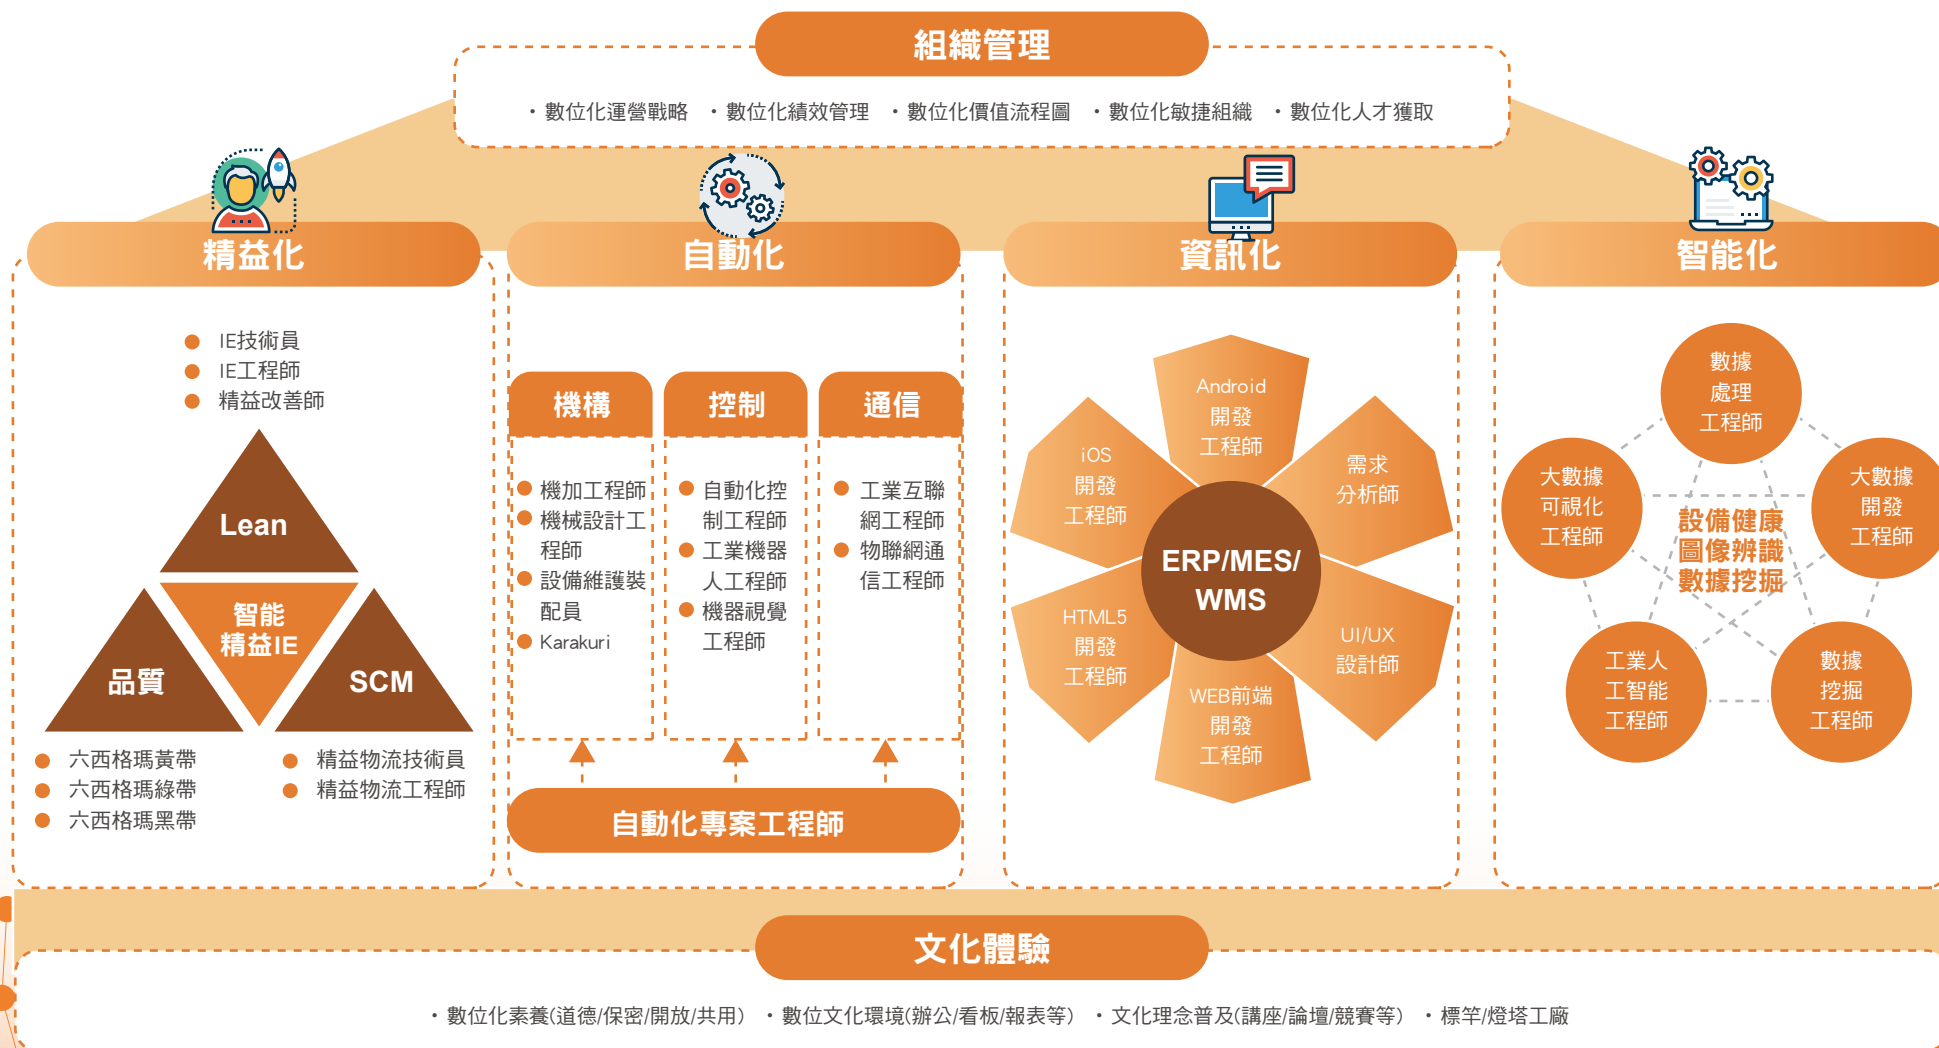 組織管理
・數位化運營戰略 ・數位化績效管理 ・數位化價值流程圖 ・數位化敏捷組織 ・數位化人才獲取
精益化
IE技術員
IE工程師
精益改善師
Lean
智能
精益IE
品質
SCM
六西格瑪黃帶
六西格瑪綠帶
六西格瑪黑帶
精益物流技術員
精益物流工程師
自動化
機構
機加工程師
機械設計工
程師
設備維護裝
配員
Karakuri
控制
自動化控
制工程師
工業機器
人工程師
機器視覺
工程師
通信
工業互聯
網工程師
物聯網通
信工程師
自動化專案工程師
資訊化
Android
開發
工程師
需求
分析師
UI/UX
設計師
WEB前端
開發
工程師
HTML5
開發
工程師
iOS
開發
工程師
ERP/MES/
WMS
智能化
數據
處理
工程師
大數據
開發
工程師
數據
挖掘
工程師
工業人
工智能
工程師
大數據
可視化
工程師
設備健康
圖像辨識
數據挖掘
文化體驗
・數位化素養(道德/保密/開放/共用) ・數位文化環境(辦公/看板/報表等) ・文化理念普及(講座/論壇/競賽等) ・標竿/燈塔工廠